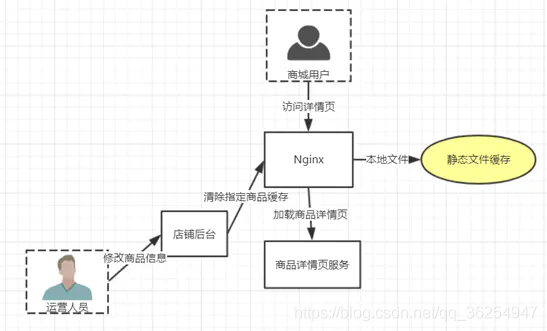 商城用户
访问详情页
Nginx
本地文件
静态文件缓存
清除指定商品缓存
加载商品详情页
店铺后台
修改商品信息
商品详情页服务
运营人员
https://blog.csdn.net/qq_36254947